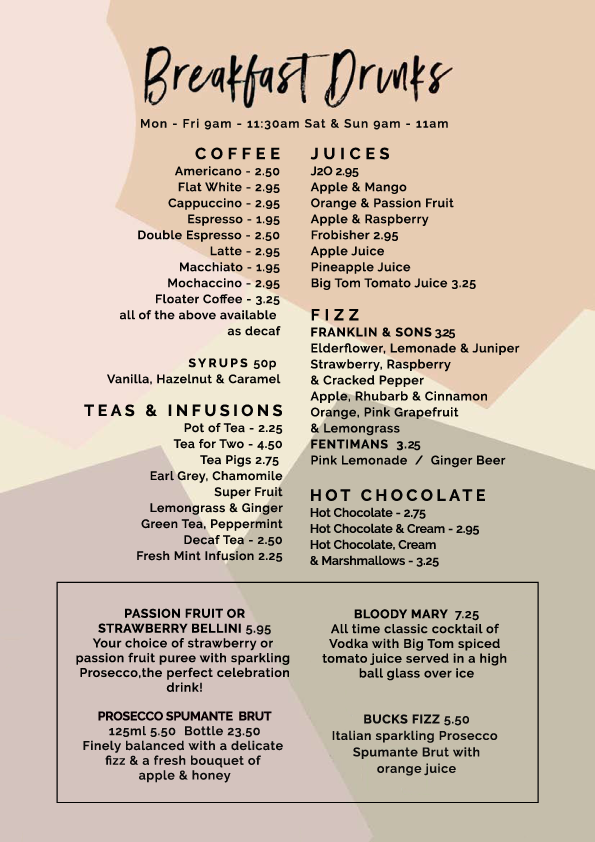 Breakfast Drinks
Mon - Fri 9am - 11:30am Sat & Sun 9am - 11am
COFFEE
Americano - 2.50
Flat White - 2.95
Cappuccino - 2.95
Espresso - 1.95
Double Espresso - 2.50
Latte - 2.95
Macchiato - 1.95
Mochaccino - 2.95
Floater Coffee - 3.25
all of the above available
as decaf
SYRUPS 50p
Vanilla, Hazelnut & Caramel
TEAS & INFUSIONS
Pot of Tea - 2.25
Tea for Two - 4.50
Tea Pigs 2.75
Earl Grey, Chamomile
Super Fruit
Lemongrass & Ginger
Green Tea, Peppermint
Decaf Tea - 2.50
Fresh Mint Infusion 2.25
JUICES
J2O 2.95
Apple & Mango
Orange & Passion Fruit
Apple & Raspberry
Frobisher 2.95
Apple Juice
Pineapple Juice
Big Tom Tomato Juice 3.25
FIZZ
FRANKLIN & SONS 3.25
Elderflower, Lemonade & Juniper
Strawberry, Raspberry
& Cracked Pepper
Apple, Rhubarb & Cinnamon
Orange, Pink Grapefruit
& Lemongrass
FENTIMANS 3.25
Pink Lemonade / Ginger Beer
HOT CHOCOLATE
Hot Chocolate - 2.75
Hot Chocolate & Cream - 2.95
Hot Chocolate, Cream
& Marshmallows - 3.25
PASSION FRUIT OR
STRAWBERRY BELLINI 5.95
Your choice of strawberry or
passion fruit puree with sparkling
Prosecco,the perfect celebration
drink!
PROSECCO SPUMANTE BRUT
125ml 5.50 Bottle 23.50
Finely balanced with a delicate
fizz & a fresh bouquet of
apple & honey
BLOODY MARY 7.25
All time classic cocktail of
Vodka with Big Tom spiced
tomato juice served in a high
ball glass over ice
BUCKS FIZZ 5.50
Italian sparkling Prosecco
Spumante Brut with
orange juice